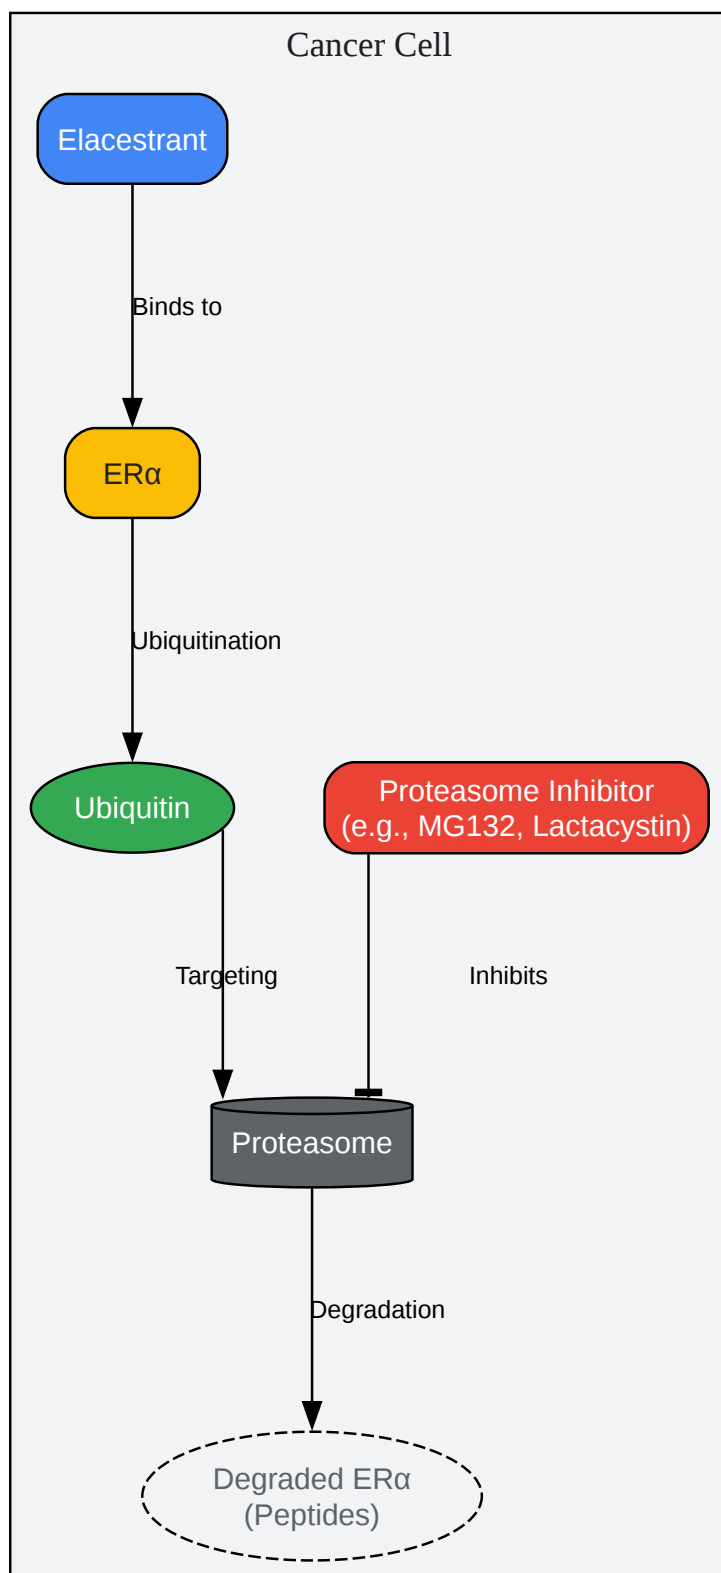 Cancer Cell
Elacestrant
Binds to
ERα
Ubiquitination
Ubiquitin
Proteasome Inhibitor
(e.g., MG132, Lactacystin)
Targeting
Inhibits
Proteasome
Degradation
Degraded ERα
(Peptides)